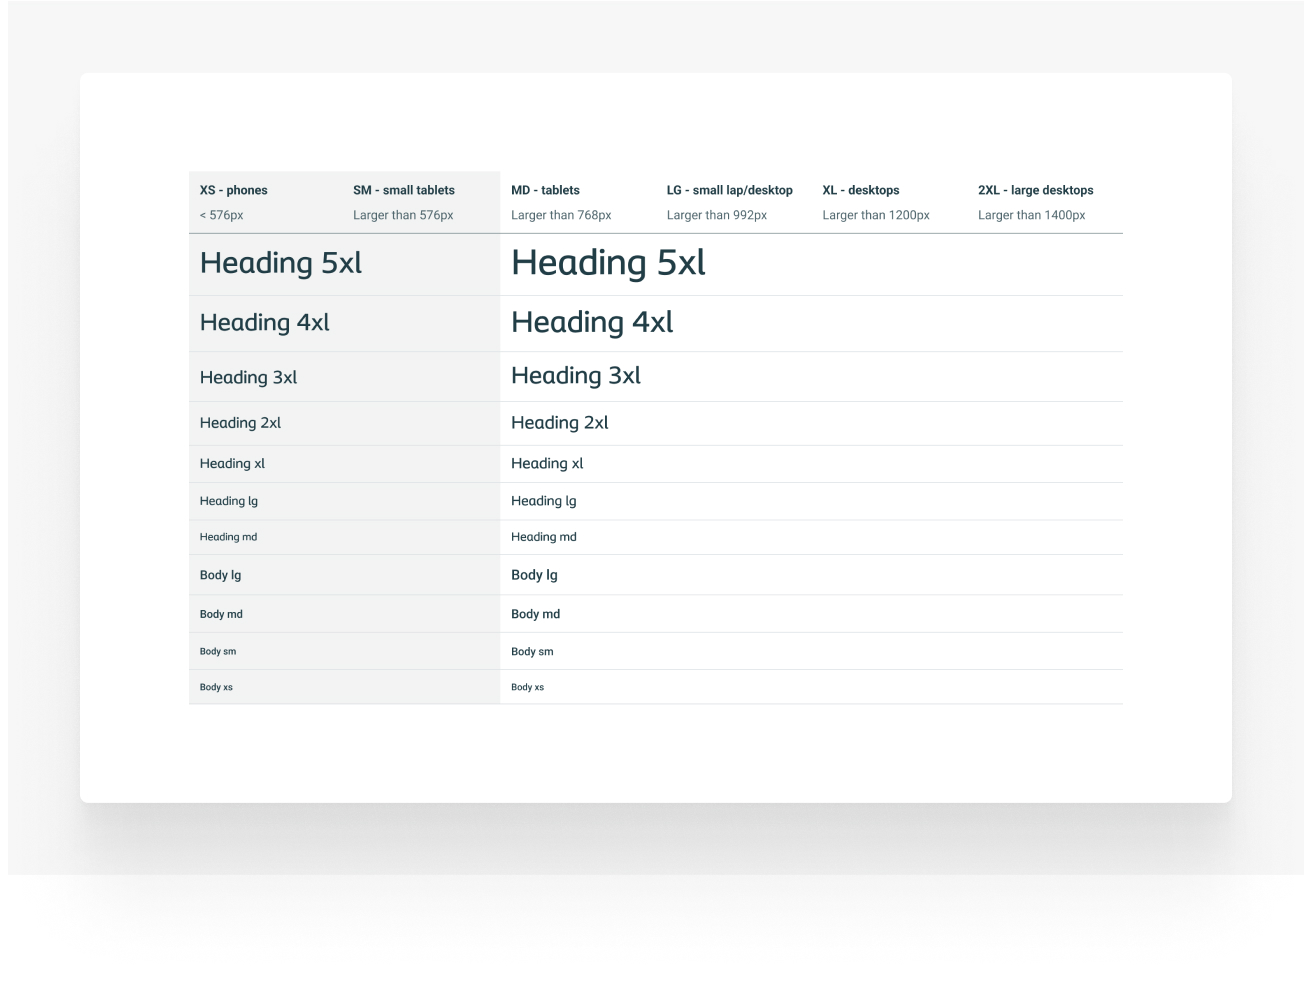 XS - phones SM - small tablets MD - tablets LG - small lap/desktop XL - desktops 2XL - large desktops
< 576px Larger than 576px Larger than 768px Larger than 992px Larger than 1200px Larger than 1400px
Heading 5xl Heading 5xl
Heading 4xl Heading 4xl
Heading 3xl Heading 3xl
Heading 2xl Heading 2xl
Heading xl Heading xl
Heading lg Heading lg
Heading md Heading md
Body lg Body lg
Body md Body md
Body sm Body sm
Body xs Body xs